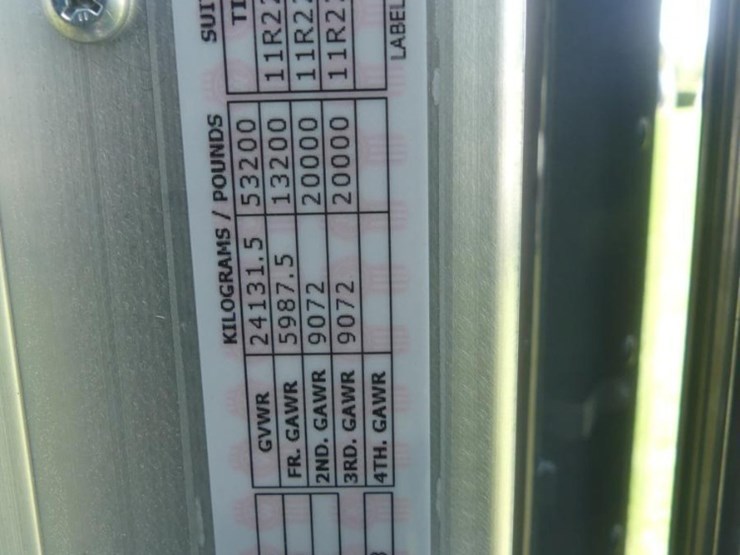 KILOGRAMS / POUNDS
GVWR 24131.5 53200 11R22
FR. GAWR 5987.5 13200 11R22
2ND. GAWR 9072 20000 11R22
3RD. GAWR 9072 20000
4TH. GAWR
LABEL